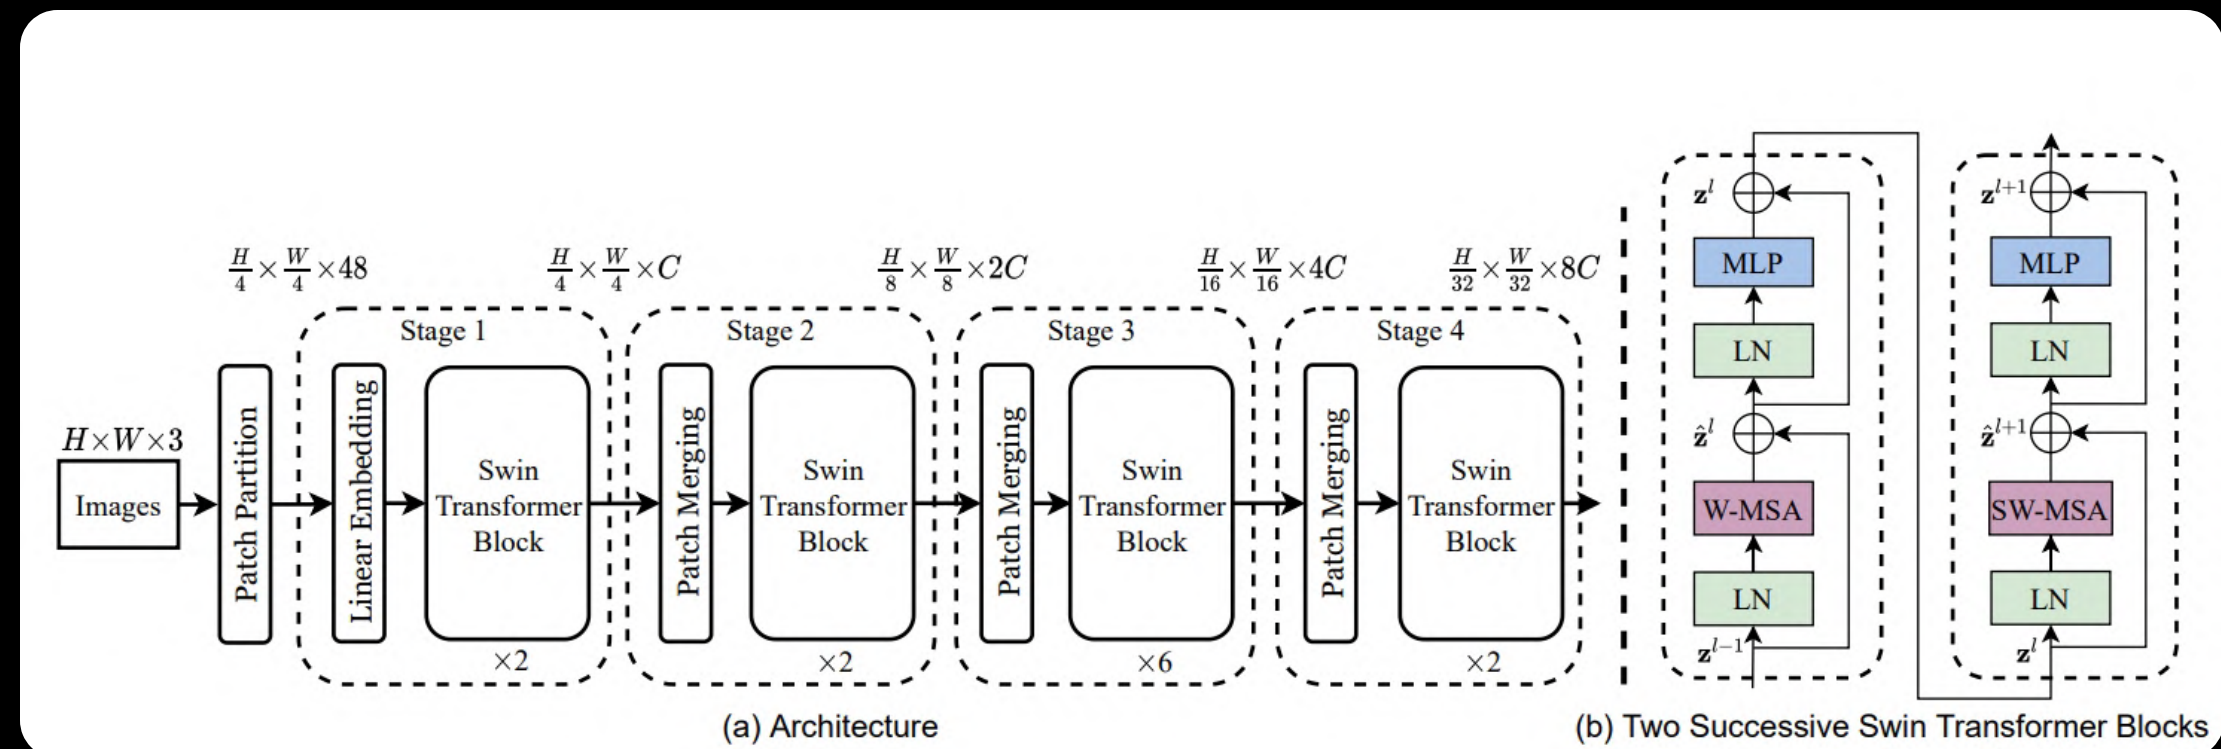 H/4 × W/4 × 48
H/4 × W/4 × C
H/8 × W/8 × 2C
H/16 × W/16 × 4C
H/32 × W/32 × 8C
Stage 1
Stage 2
Stage 3
Stage 4
H×W×3
Images
Patch Partition
Linear Embedding
Swin
Transformer
Block
×2
Patch Merging
Swin
Transformer
Block
×2
Patch Merging
Swin
Transformer
Block
×6
Patch Merging
Swin
Transformer
Block
×2
(a) Architecture
z^l
MLP
LN
ẑ^l
W-MSA
LN
z^{l-1}
z^{l+1}
MLP
LN
ẑ^{l+1}
SW-MSA
LN
z^l
(b) Two Successive Swin Transformer Blocks